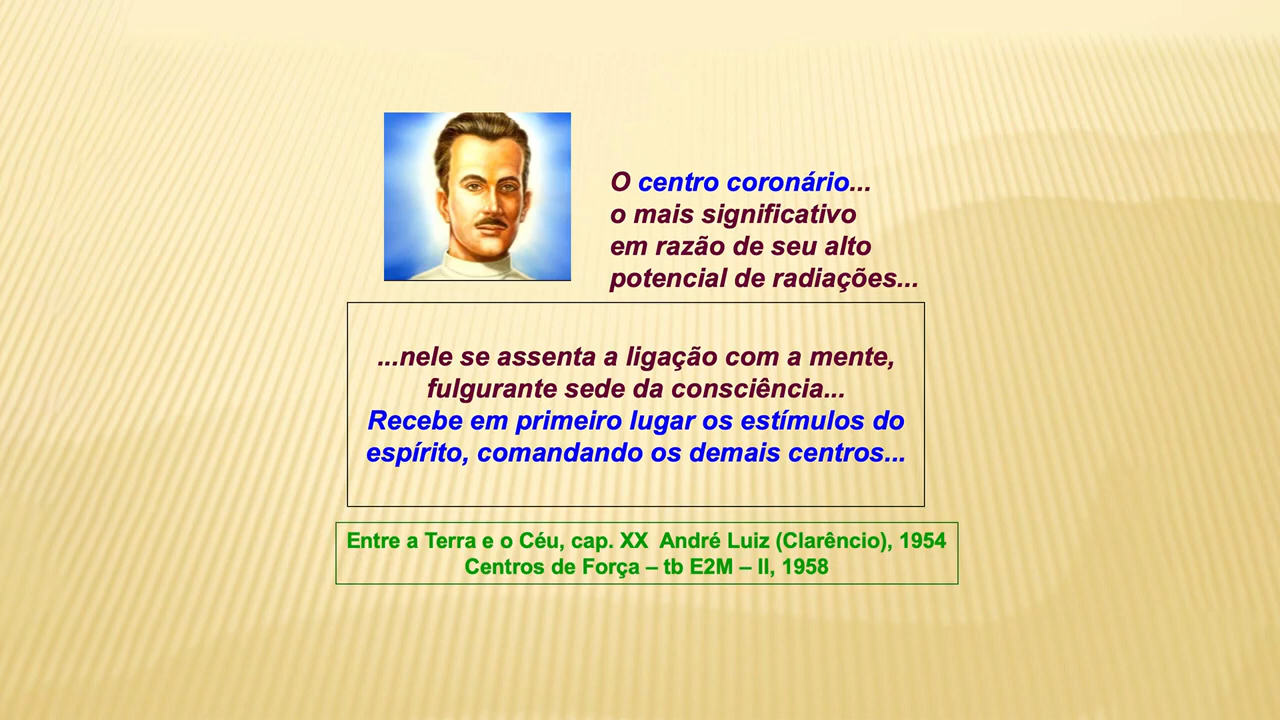 O centro coronário...
o mais significativo
em razão de seu alto
potencial de radiações...
...nele se assenta a ligação com a mente,
fulgurante sede da consciência...
Recebe em primeiro lugar os estímulos do
espírito, comandando os demais centros...
Entre a Terra e o Céu, cap. XX  André Luiz (Clarêncio), 1954
Centros de Força – tb E2M – II, 1958